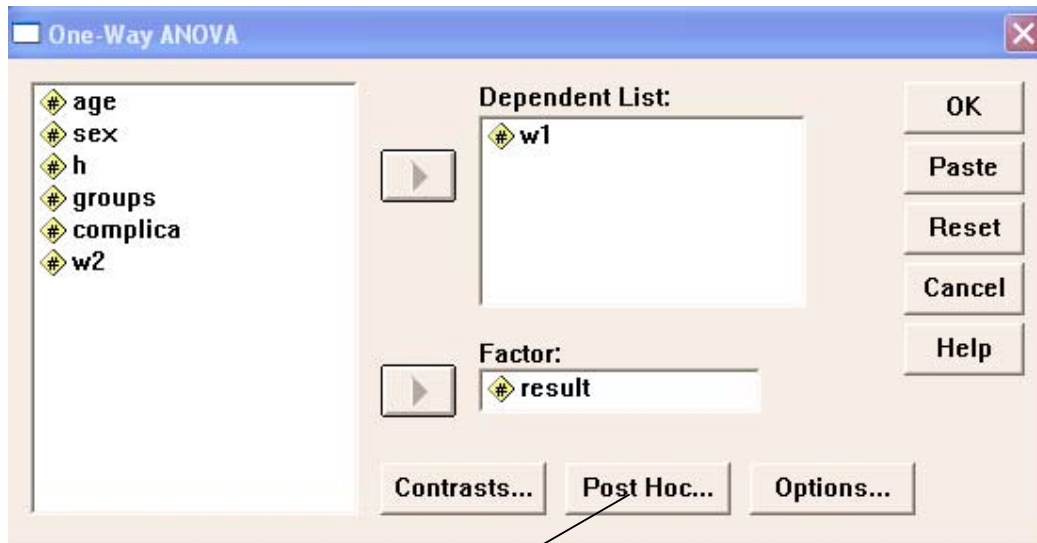 One-Way ANOVA
age
sex
h
groups
complica
w2
Dependent List:
w1
Factor:
result
OK
Paste
Reset
Cancel
Help
Contrasts...
Post Hoc...
Options...